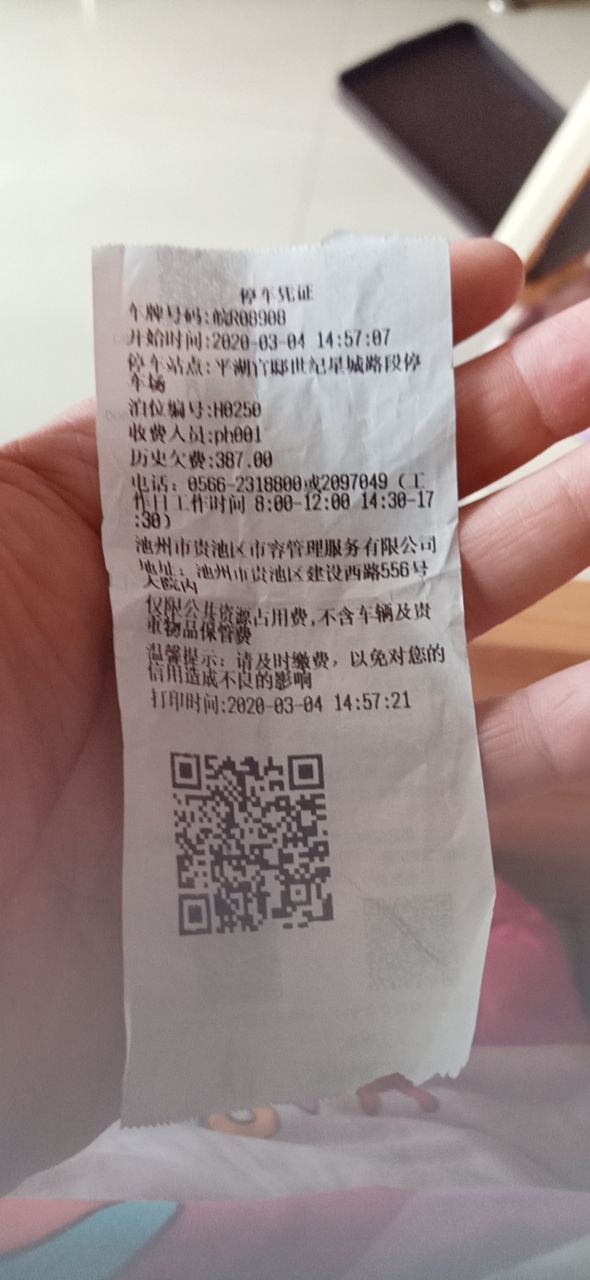 停车凭证
车牌号码:皖R08908
开始时间:2020-03-04 14:57:07
停车站点:平湖官邸世纪星城路段停
车场
泊位编号:H0250
收费人员:ph001
历史欠费:387.00
电话: 0566-2318800或2097049 (工
作日工作时间 8:00-12:00 14:30-17
:30)
池州市贵池区市容管理服务有限公司
地址: 池州市贵池区建设西路556号
大院内
仅限公共资源占用费,不含车辆及贵
重物品保管费
温馨提示: 请及时缴费, 以免对您的
信用造成不良的影响
打印时间:2020-03-04 14:57:21